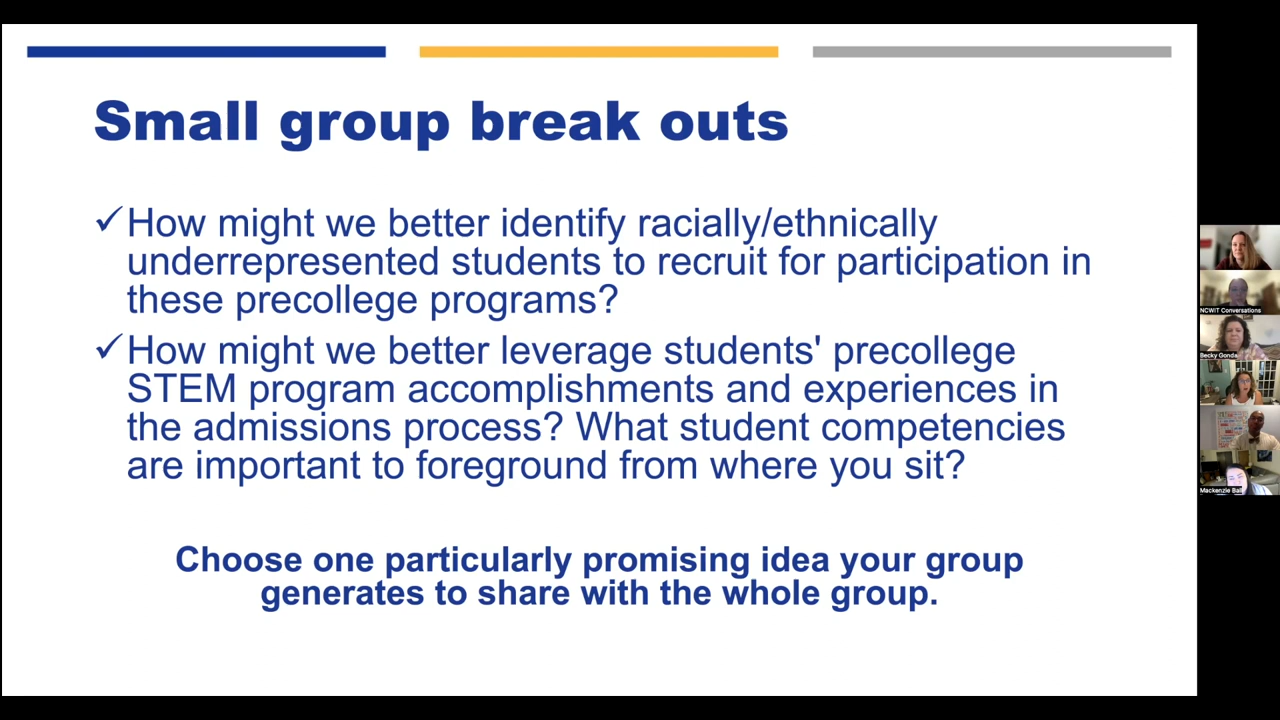 Small group break outs
✓How might we better identify racially/ethnically
underrepresented students to recruit for participation in
these precollege programs?
✓How might we better leverage students' precollege
STEM program accomplishments and experiences in
the admissions process? What student competencies
are important to foreground from where you sit?
Choose one particularly promising idea your group
generates to share with the whole group.
NCWIT Conversations
Becky Gonda
Mackenzie Ball